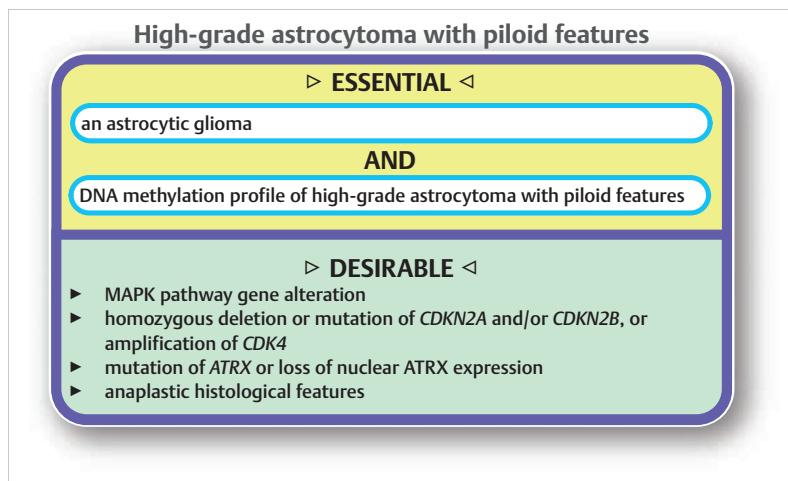 High-grade astrocytoma with piloid features
▷ ESSENTIAL ◁
an astrocytic glioma
AND
DNA methylation profile of high-grade astrocytoma with piloid features
▷ DESIRABLE ◁
► MAPK pathway gene alteration
► homozygous deletion or mutation of CDKN2A and/or CDKN2B, or
amplification of CDK4
► mutation of ATRX or loss of nuclear ATRX expression
► anaplastic histological features